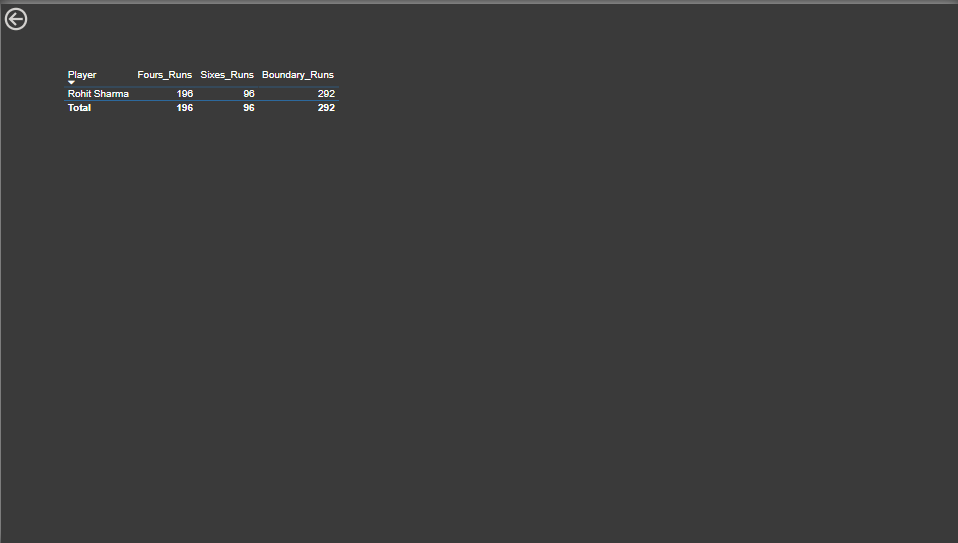 Player Fours_Runs Sixes_Runs Boundary_Runs
Rohit Sharma 196 96 292
Total 196 96 292